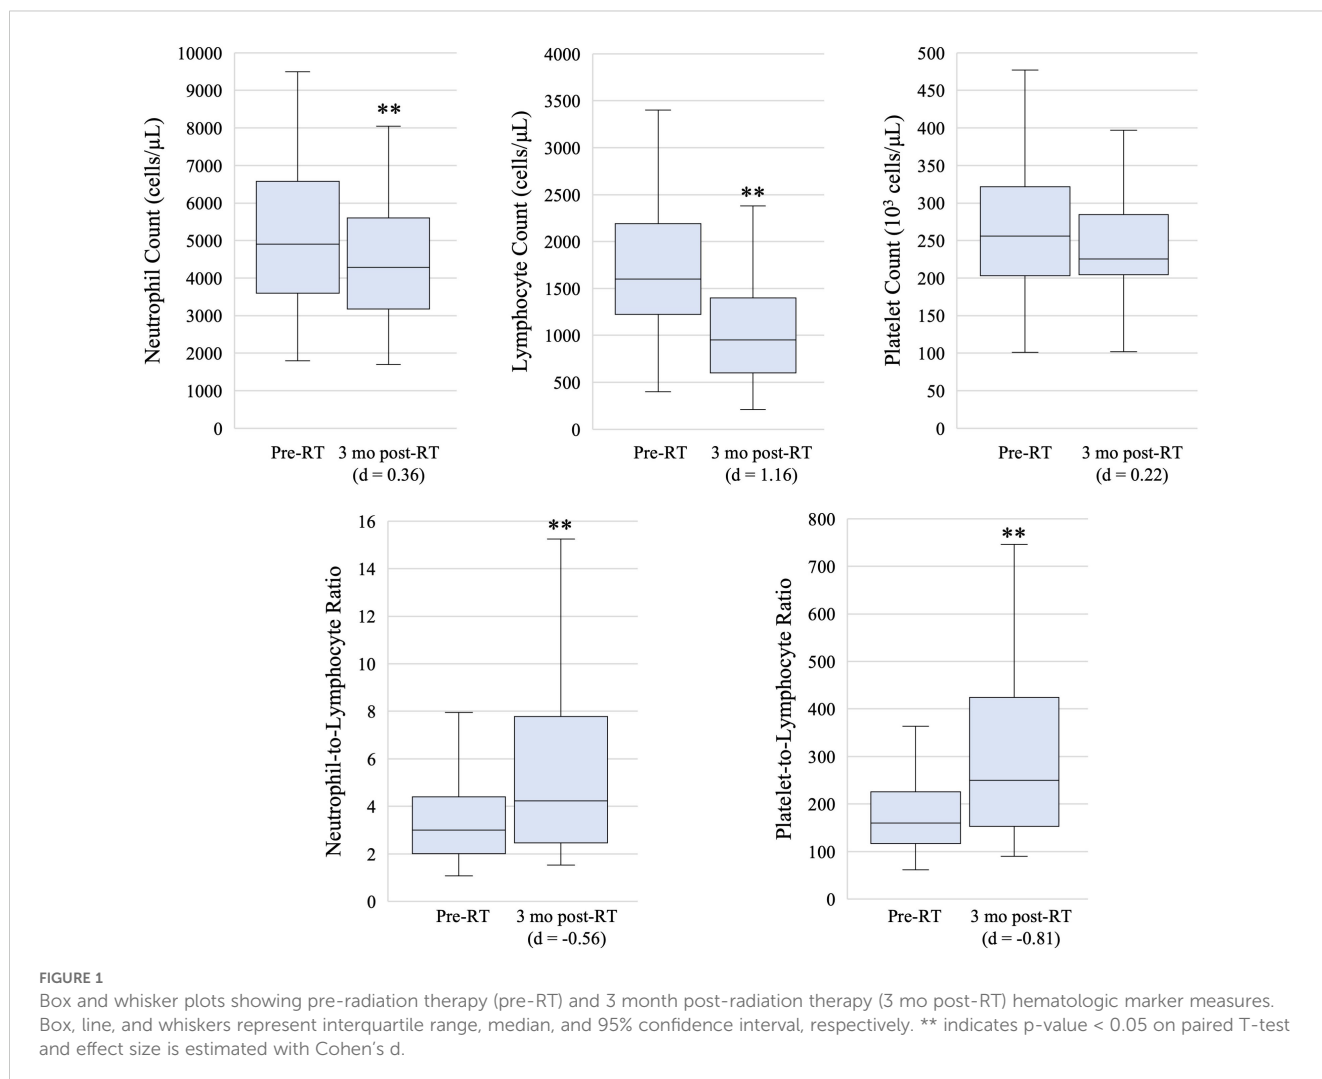 Neutrophil Count (cells/μL)
10000
9000
8000
7000
6000
5000
4000
3000
2000
1000
0
**
Pre-RT 3 mo post-RT
(d = 0.36)
Lymphocyte Count (cells/μL)
4000
3500
3000
2500
2000
1500
1000
500
0
**
Pre-RT 3 mo post-RT
(d = 1.16)
Platelet Count (10³ cells/μL)
500
450
400
350
300
250
200
150
100
50
0
Pre-RT 3 mo post-RT
(d = 0.22)
Neutrophil-to-Lymphocyte Ratio
16
14
12
10
8
6
4
2
0
**
Pre-RT 3 mo post-RT
(d = -0.56)
Platelet-to-Lymphocyte Ratio
800
700
600
500
400
300
200
100
0
**
Pre-RT 3 mo post-RT
(d = -0.81)
FIGURE 1
Box and whisker plots showing pre-radiation therapy (pre-RT) and 3 month post-radiation therapy (3 mo post-RT) hematologic marker measures.
Box, line, and whiskers represent interquartile range, median, and 95% confidence interval, respectively. ** indicates p-value < 0.05 on paired T-test
and effect size is estimated with Cohen's d.